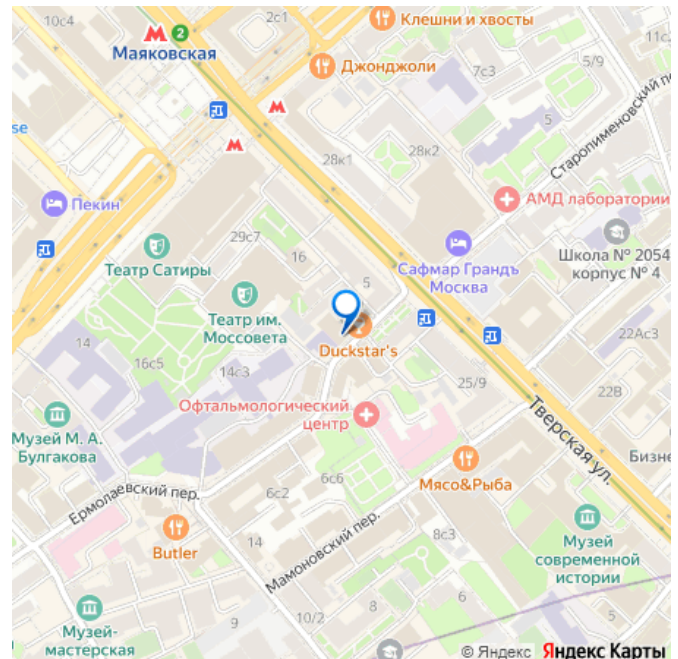 10с4
2с1
Клешни и хвосты
11с
2
Маяковская
Джонджоли
7с3
5/9
se
28к1
28к2
5
Старопименовский пе
АМД лаборатории
Пекин
29с7
16
Школа № 2054
корпус № 4
Театр Сатиры
5
Сафмар Грандъ
Москва
Театр им.
Моссовета
Duckstar's
22Ас3
14
16с5
14с3
25/9
22В
Офтальмологический
центр
Тверская ул.
Музей М. А.
Булгакова
Бизне
6с6
Мясо&Рыба
Ермолаевский пер.
6с2
Butler
14
Мамоновский пер.
8с3
Музей
современной
истории
10/2
8
6
9
Музей-
мастерская
© Яндекс Яндекс Карты